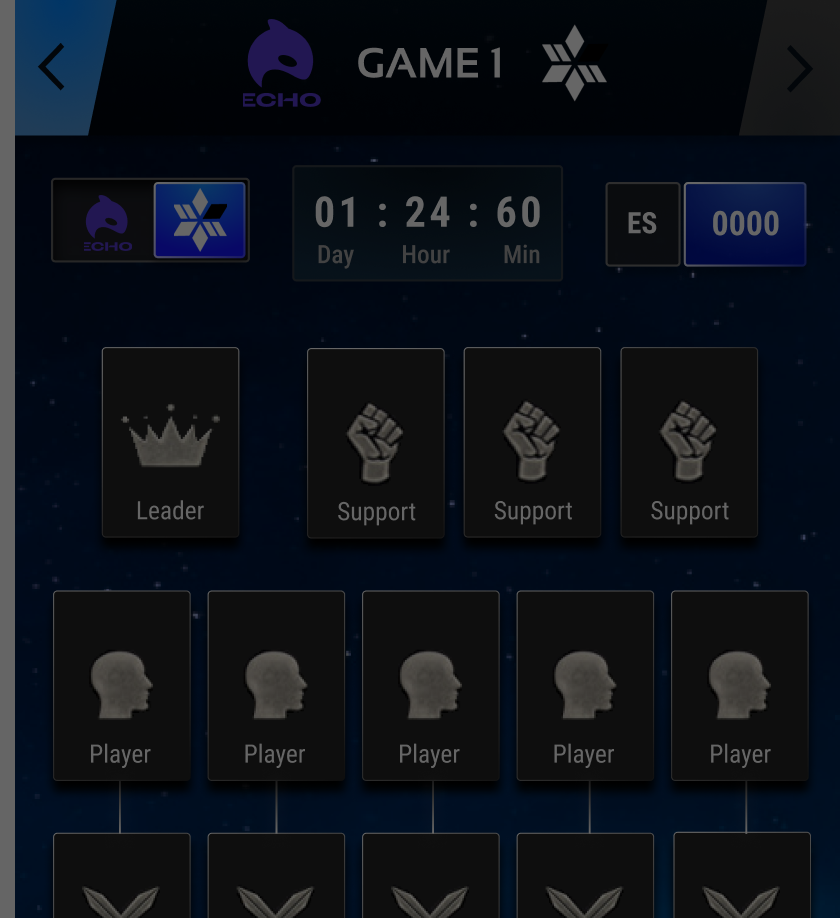 GAME 1
ECHO
ECHO
01 : 24 : 60
Day Hour Min
ES 0000
Leader Support Support Support
Player Player Player Player Player